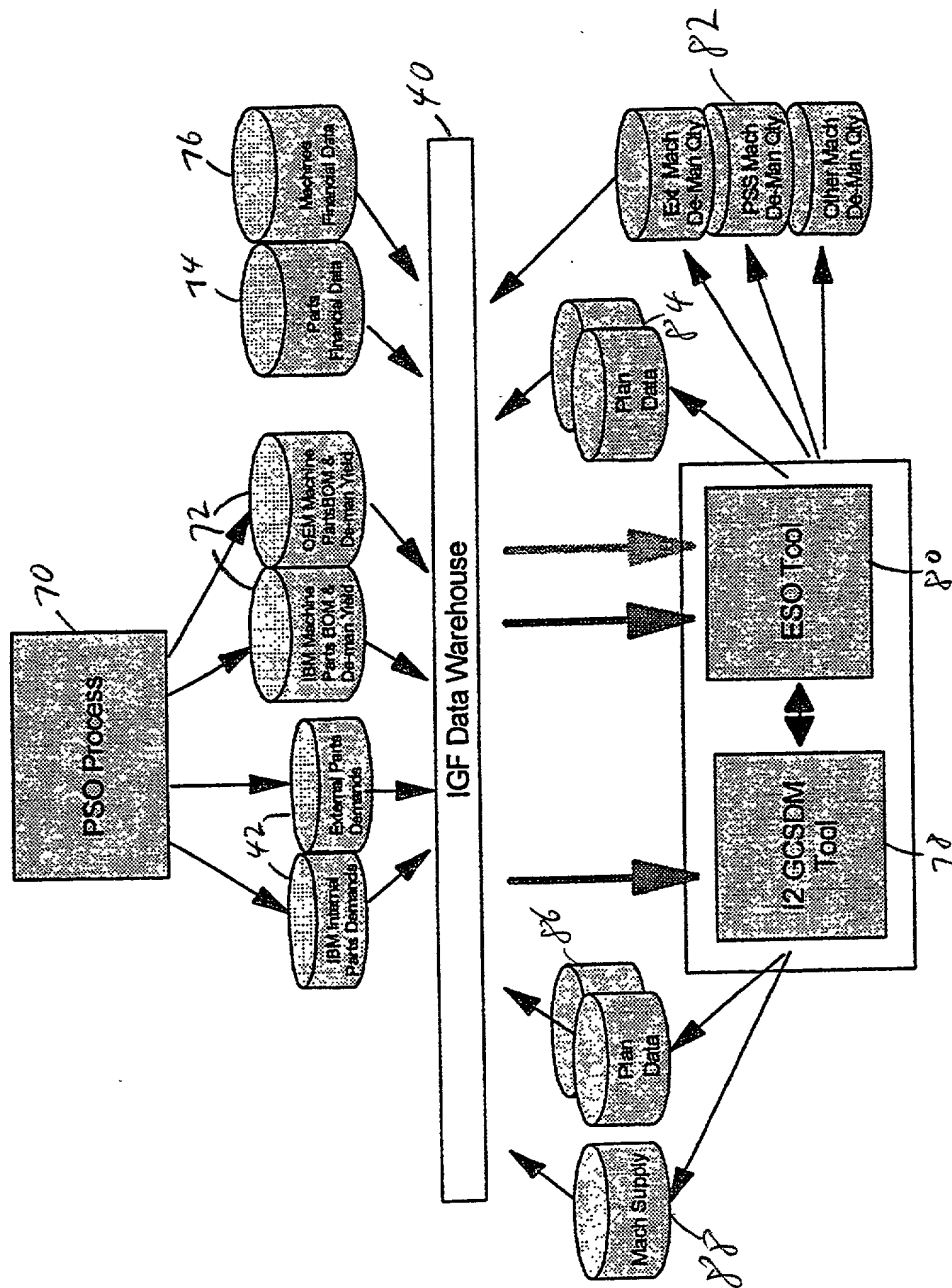 70
PSO Process
42
IBM Internal
Parts Demands
External Parts
Demands
72
IBM Machine
Parts BOM &
De-man Yield
OEM Machine
PartsBOM &
De-man Yield
74
Parts
Financial Data
76
Machines
Financial Data
IGF Data Warehouse
40
88
Mach Supply
86
Plan
Data
I2 GCSDM
Tool
78
ESO Tool
80
Plan
Data
84
Ext Mach
De-Man Qty
PSS Mach
De-Man Qty
Other Mach
De-Man Qty
82